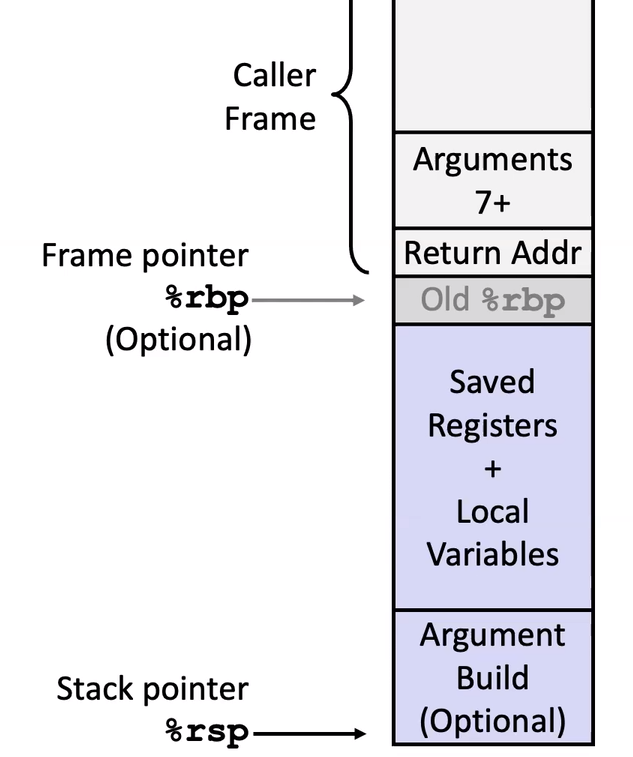 Caller
Frame
Arguments
7+
Return Addr
Frame pointer
%rbp
(Optional)
Old %rbp
Saved
Registers
+
Local
Variables
Argument
Build
(Optional)
Stack pointer
%rsp